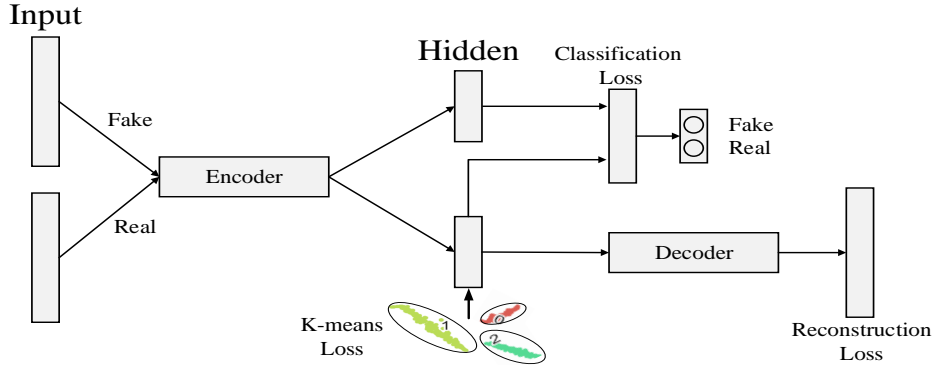 Input
Hidden
Classification
Loss
Fake
Fake
Real
Encoder
Real
Decoder
K-means
Loss
1
0
2
Reconstruction
Loss